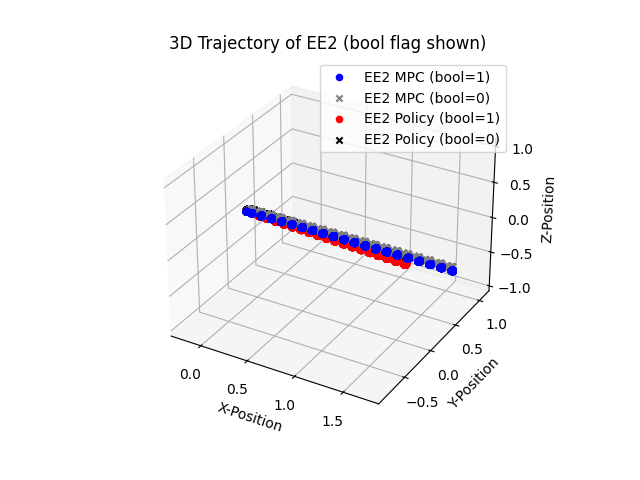 3D Trajectory of EE2 (bool flag shown)
EE2 MPC (bool=1)
EE2 MPC (bool=0)
EE2 Policy (bool=1)
EE2 Policy (bool=0)
1.0
0.5
0.0
−0.5
−1.0
Z-Position
1.0
0.5
0.0
−0.5
Y-Position
0.0
0.5
1.0
1.5
X-Position